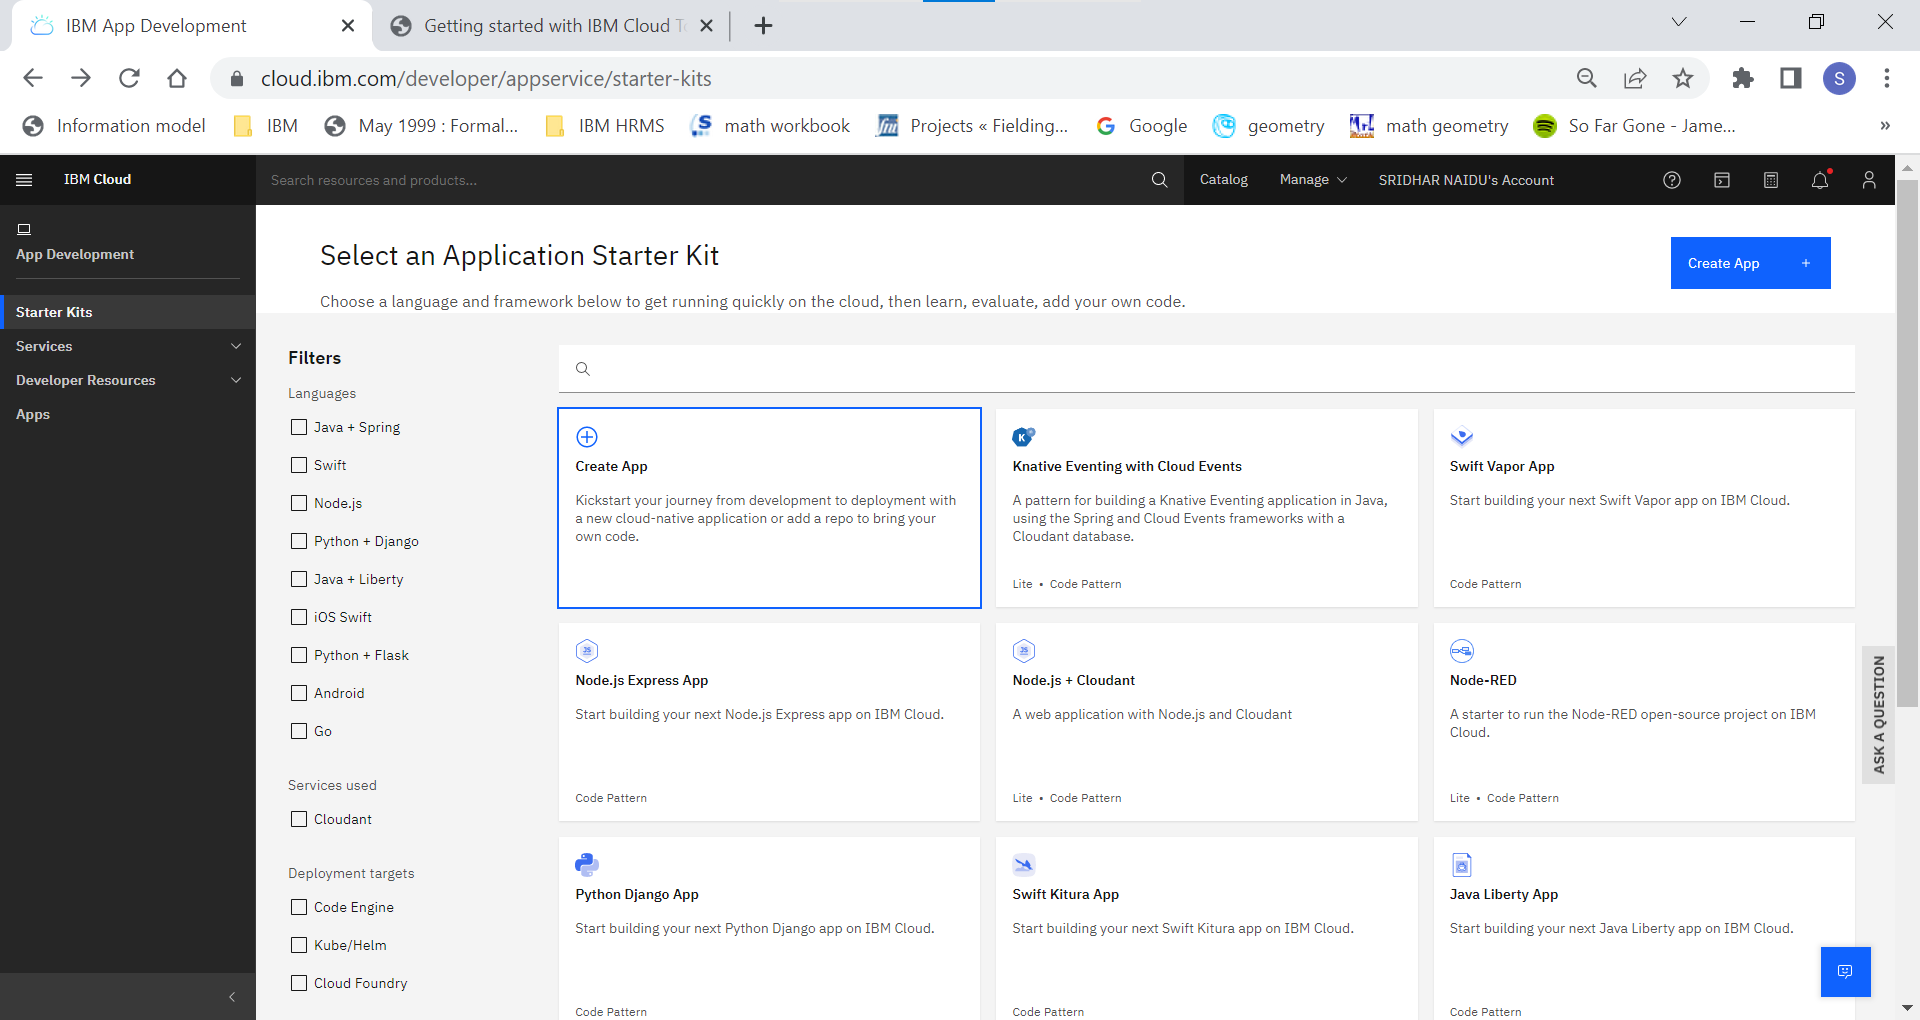 IBM App Development
Getting started with IBM Cloud
cloud.ibm.com/developer/appservice/starter-kits
S
Information model
IBM
May 1999 : Formal...
IBM HRMS
math workbook
Projects « Fielding...
Google
geometry
math geometry
So Far Gone - Jame...
»
IBM Cloud
Search resources and products...
Catalog
Manage
SRIDHAR NAIDU's Account
App Development
Starter Kits
Services
Developer Resources
Apps
Select an Application Starter Kit
Choose a language and framework below to get running quickly on the cloud, then learn, evaluate, add your own code.
Create App +
Filters
Languages
Java + Spring
Swift
Node.js
Python + Django
Java + Liberty
iOS Swift
Python + Flask
Android
Go
Services used
Cloudant
Deployment targets
Code Engine
Kube/Helm
Cloud Foundry
Create App
Kickstart your journey from development to deployment with
a new cloud-native application or add a repo to bring your
own code.
Knative Eventing with Cloud Events
A pattern for building a Knative Eventing application in Java,
using the Spring and Cloud Events frameworks with a
Cloudant database.
Lite • Code Pattern
Swift Vapor App
Start building your next Swift Vapor app on IBM Cloud.
Code Pattern
Node.js Express App
Start building your next Node.js Express app on IBM Cloud.
Code Pattern
Node.js + Cloudant
A web application with Node.js and Cloudant
Lite • Code Pattern
Node-RED
A starter to run the Node-RED open-source project on IBM
Cloud.
Lite • Code Pattern
Python Django App
Start building your next Python Django app on IBM Cloud.
Code Pattern
Swift Kitura App
Start building your next Swift Kitura app on IBM Cloud.
Code Pattern
Java Liberty App
Start building your next Java Liberty app on IBM Cloud.
Code Pattern
ASK A QUESTION